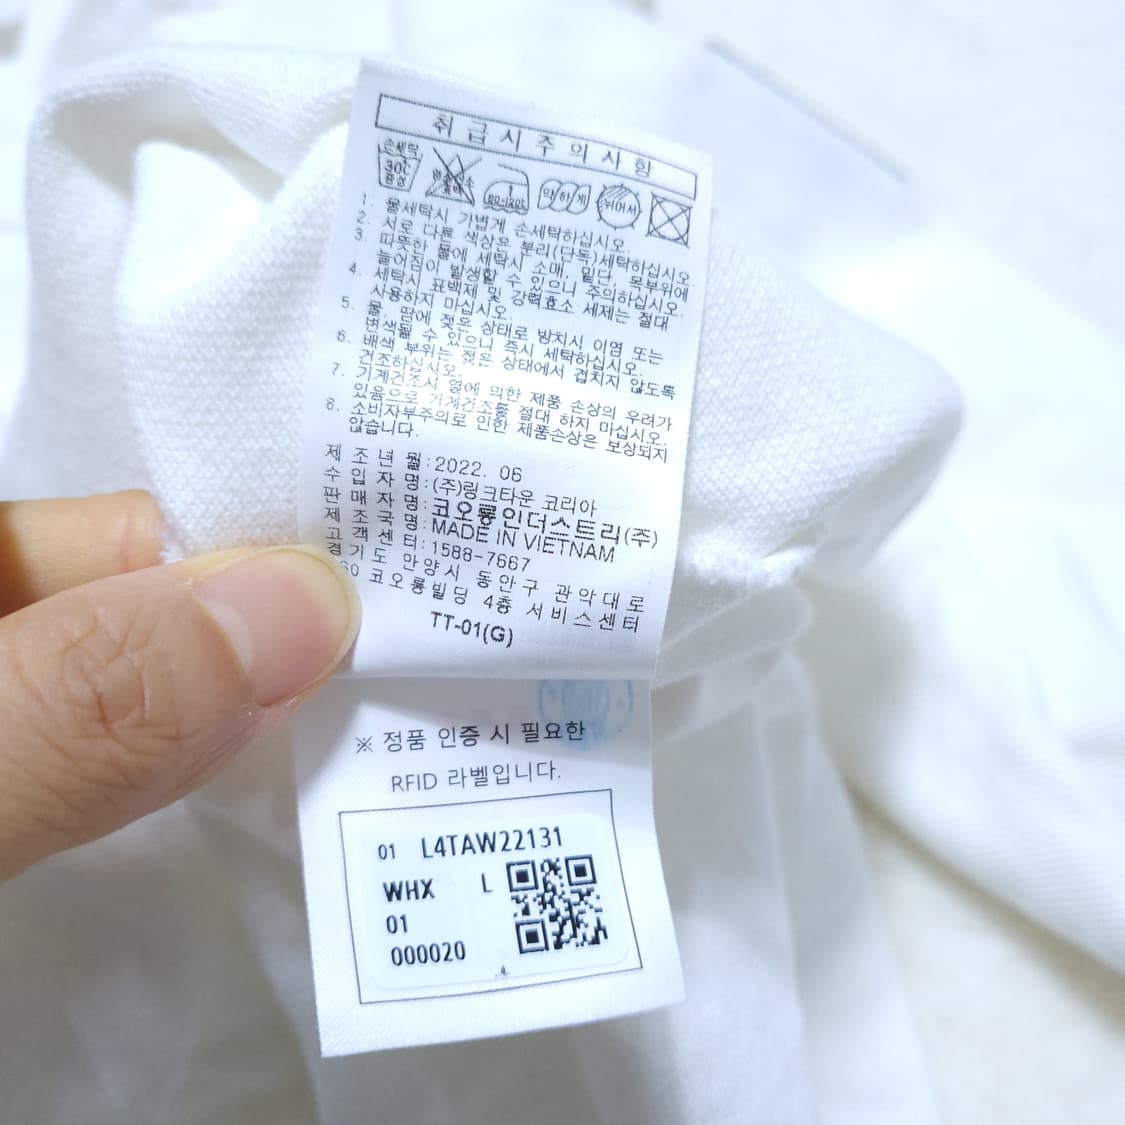 취급시주의사항
손세탁
30℃
중성
약하게
뉘어서
1. 물세탁시 가볍게 손세탁하십시오.
2. 서로 다른 색상은 분리(단독)세탁하십시오.
3. 따뜻한 물에 세탁시 소매, 밑단, 목부위에
늘어짐이 발생할 수 있으니 주의하십시오.
4. 세탁시 표백제 및 강력효소 세제는 절대
사용하지 마십시오.
5. 물, 땀에 젖은 상태로 방치시 이염 또는
변색될 수 있으니 즉시 세탁하십시오.
6. 배색 부위는 젖은 상태에서 겹치지 않도록
건조하십시오.
7. 기계건조시 열에 의한 제품 손상의 우려가
있음으로 기계건조를 절대 하지 마십시오.
8. 소비자부주의로 인한 제품손상은 보상되지
않습니다.
제조년월:2022. 06
수입자명:(주)링크타운 코리아
판매자명:코오롱인더스트리(주)
제조국명:MADE IN VIETNAM
고객센터:1588-7667
경기도 안양시 동안구 관악대로
코오롱빌딩 4층 서비스센터
TT-01(G)
※ 정품 인증 시 필요한
RFID 라벨입니다.
01 L4TAW22131
WHX L
01
000020